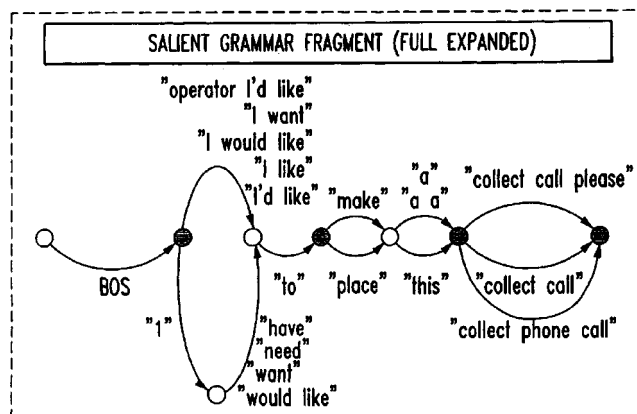 SALIENT GRAMMAR FRAGMENT (FULL EXPANDED)
"operator I'd like"
"I want"
"I would like"
"I like"
"I'd like"
"make"
"a"
"a a"
"collect call please"
BOS
"to"
"place"
"this"
"collect call"
"1"
"have"
"need"
"want"
"would like"
"collect phone call"